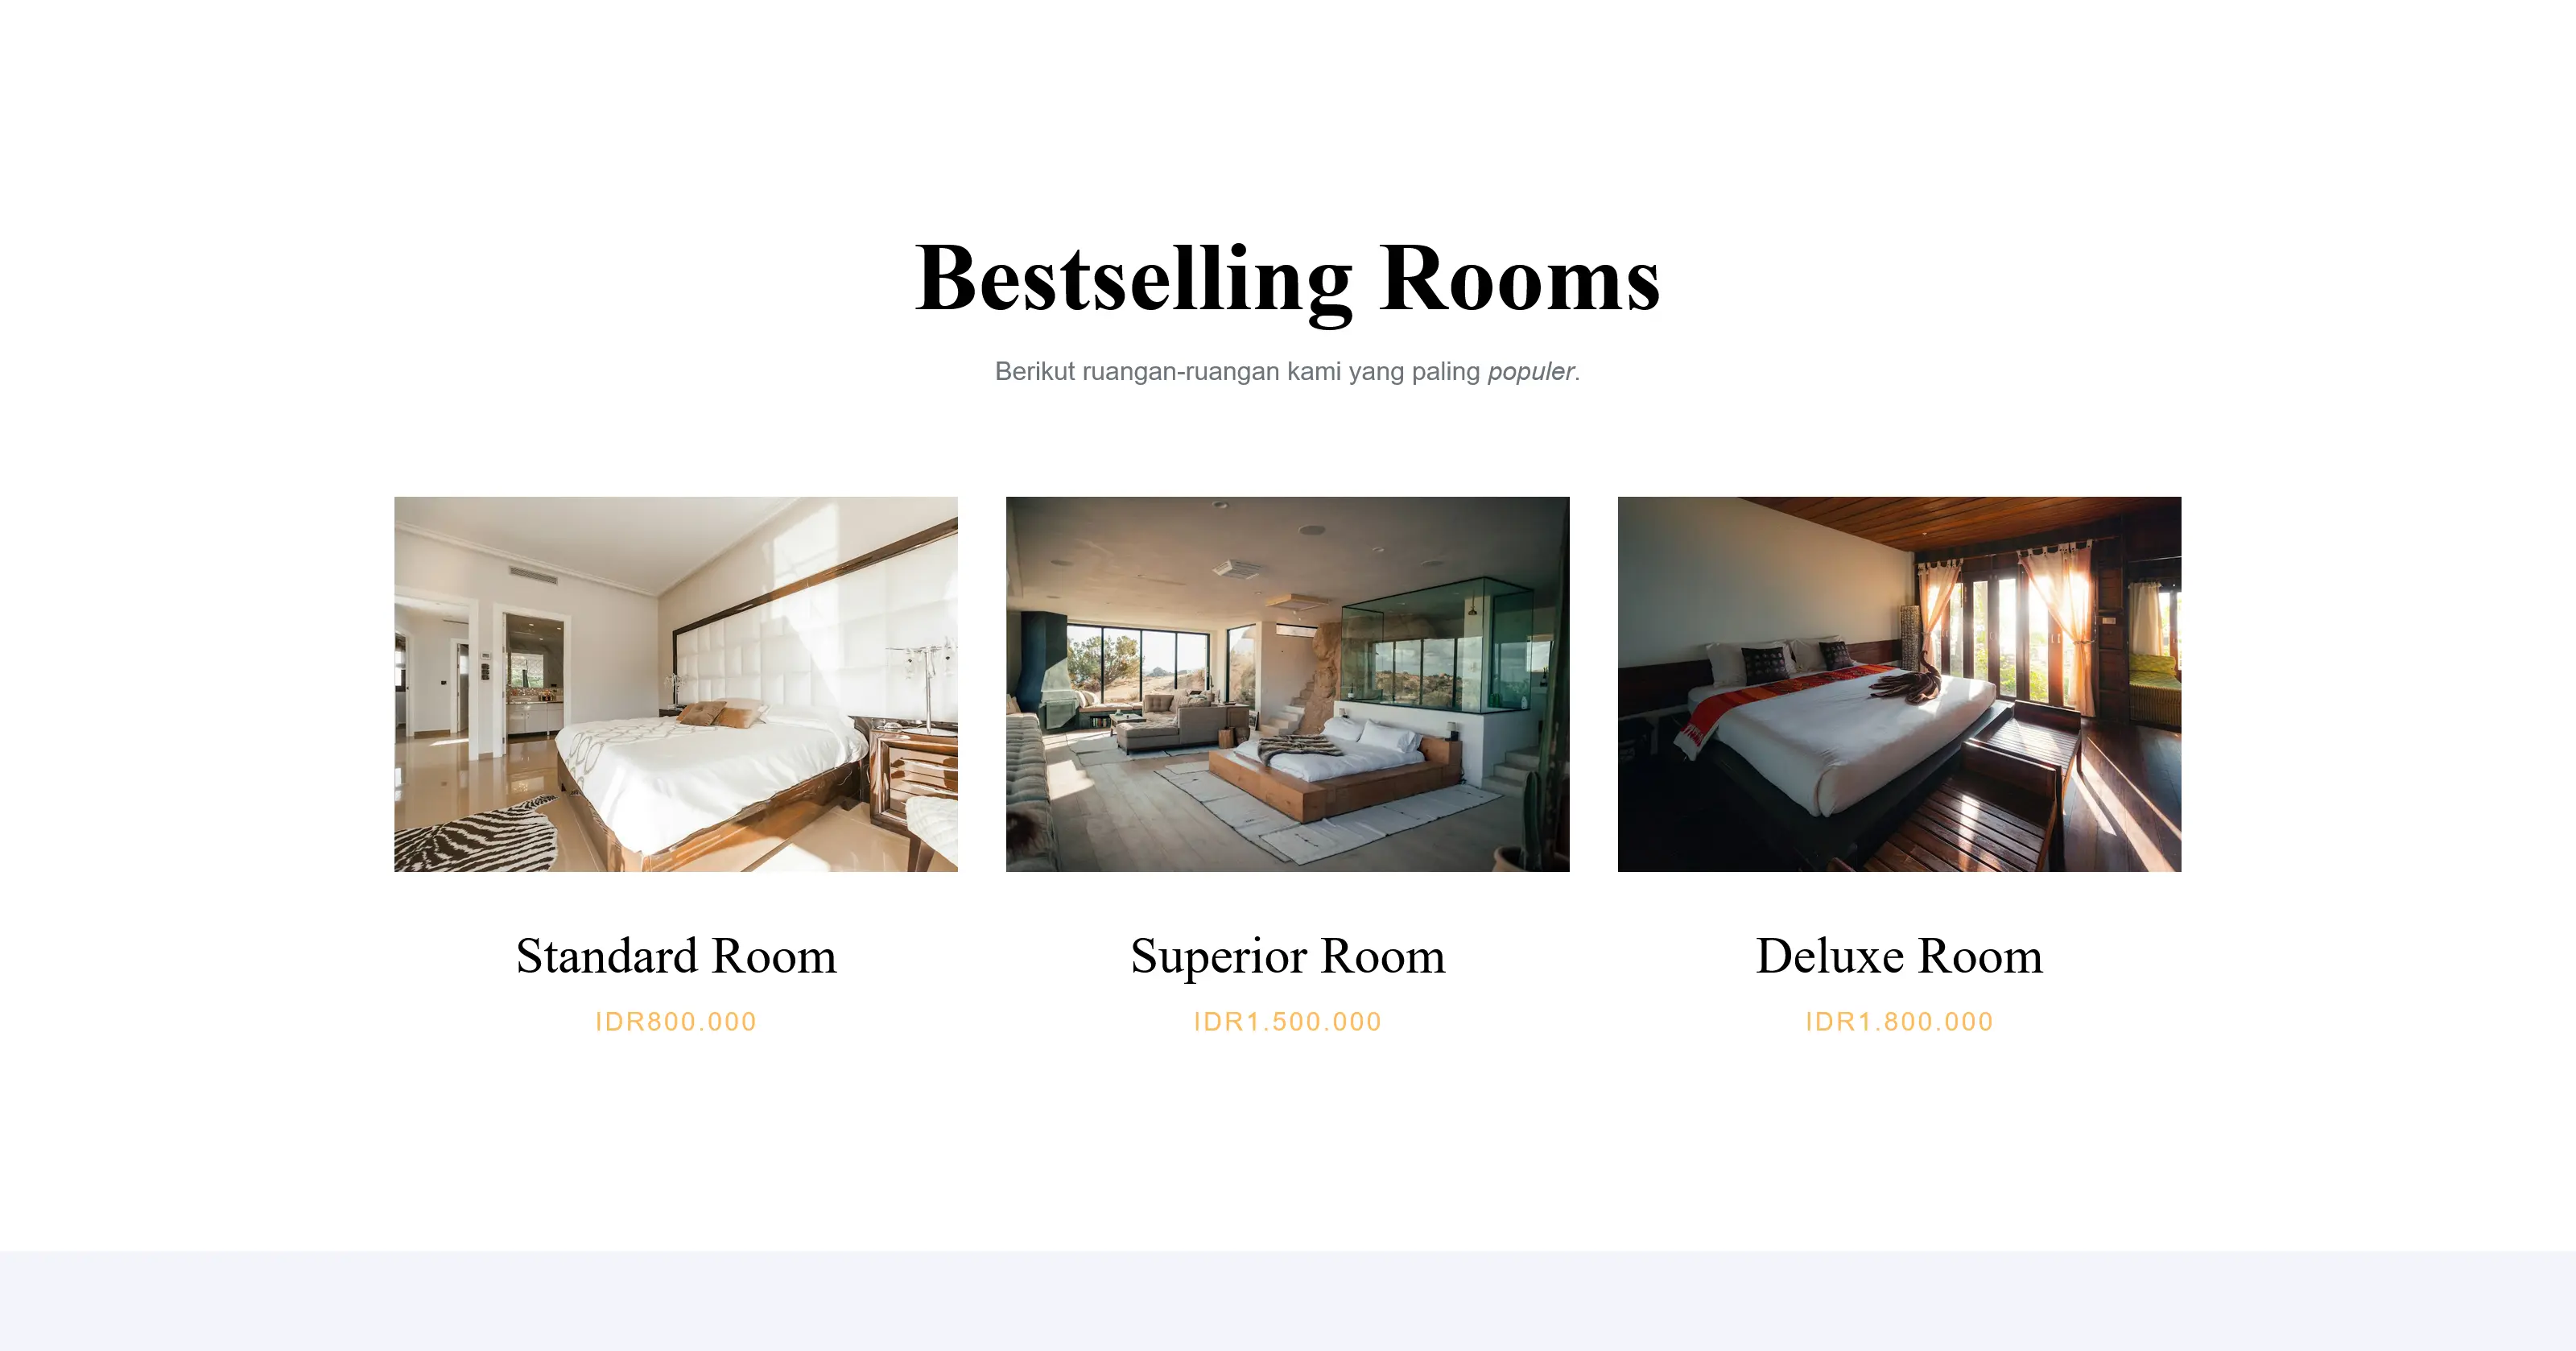 Bestselling Rooms
Berikut ruangan-ruangan kami yang paling populer.
Standard Room
IDR800.000
Superior Room
IDR1.500.000
Deluxe Room
IDR1.800.000